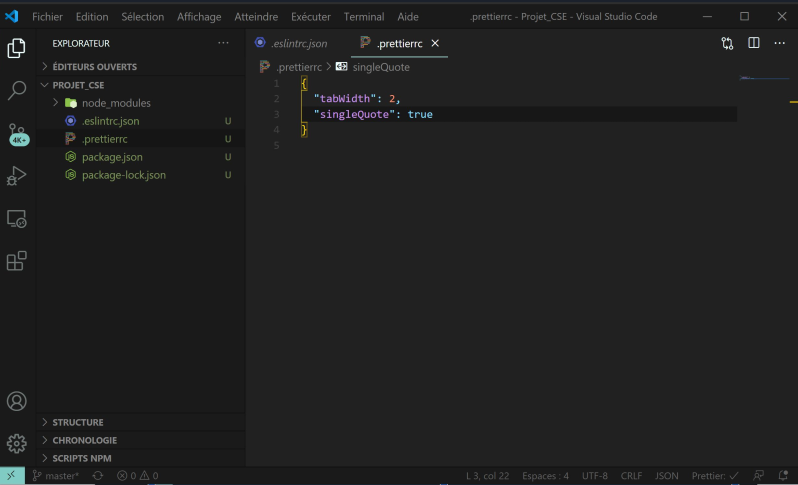 Fichier Edition Sélection Affichage Atteindre Exécuter Terminal Aide .prettierrc - Projet_CSE - Visual Studio Code
EXPLORATEUR
ÉDITEURS OUVERTS
PROJET_CSE
node_modules
.eslintrc.json U
.prettierrc U
package.json U
package-lock.json U
4K+
STRUCTURE
CHRONOLOGIE
SCRIPTS NPM
.eslintrc.json .prettierrc
.prettierrc > singleQuote
1 {
2 "tabWidth": 2,
3 "singleQuote": true
4 }
5
master* 0 0 L 3, col 22 Espaces : 4 UTF-8 CRLF JSON Prettier: ✓